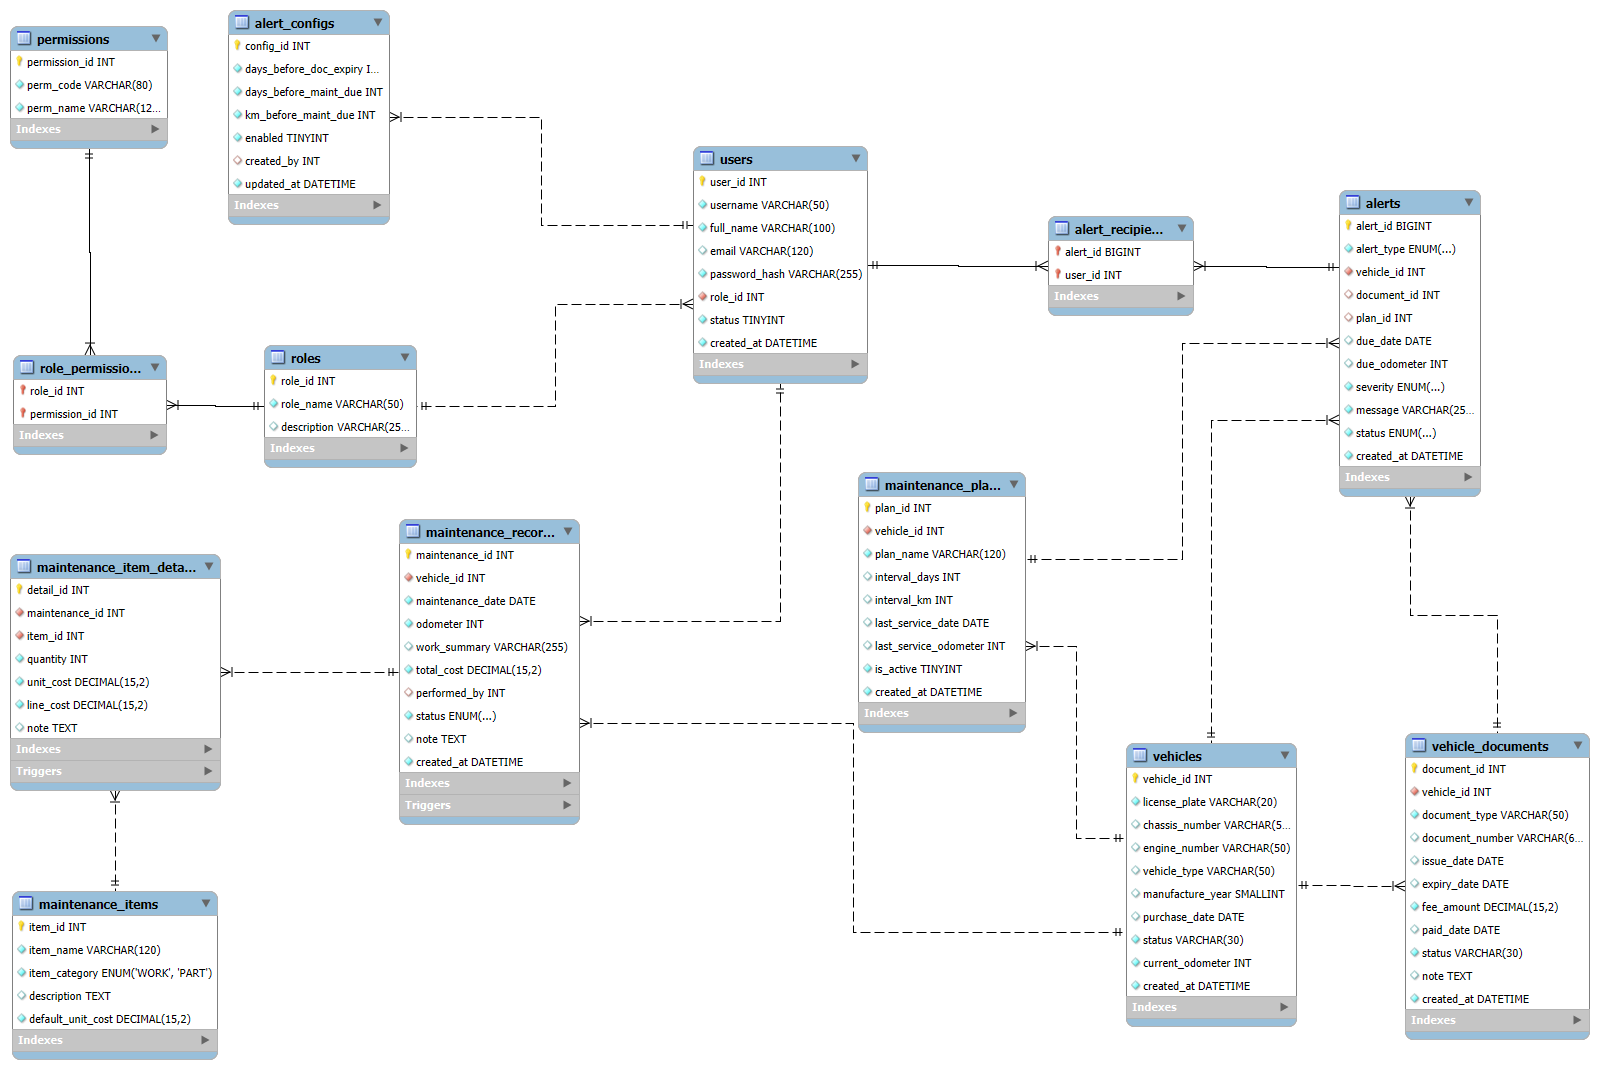 permissions
permission_id INT
perm_code VARCHAR(80)
perm_name VARCHAR(12...
Indexes
alert_configs
config_id INT
days_before_doc_expiry I...
days_before_maint_due INT
km_before_maint_due INT
enabled TINYINT
created_by INT
updated_at DATETIME
Indexes
users
user_id INT
username VARCHAR(50)
full_name VARCHAR(100)
email VARCHAR(120)
password_hash VARCHAR(255)
role_id INT
status TINYINT
created_at DATETIME
Indexes
alert_recipie...
alert_id BIGINT
user_id INT
Indexes
alerts
alert_id BIGINT
alert_type ENUM(...)
vehicle_id INT
document_id INT
plan_id INT
due_date DATE
due_odometer INT
severity ENUM(...)
message VARCHAR(25...
status ENUM(...)
created_at DATETIME
Indexes
role_permissio...
role_id INT
permission_id INT
Indexes
roles
role_id INT
role_name VARCHAR(50)
description VARCHAR(25...
Indexes
maintenance_pla...
plan_id INT
vehicle_id INT
plan_name VARCHAR(120)
interval_days INT
interval_km INT
last_service_date DATE
last_service_odometer INT
is_active TINYINT
created_at DATETIME
Indexes
maintenance_recor...
maintenance_id INT
vehicle_id INT
maintenance_date DATE
odometer INT
work_summary VARCHAR(255)
total_cost DECIMAL(15,2)
performed_by INT
status ENUM(...)
note TEXT
created_at DATETIME
Indexes
Triggers
maintenance_item_deta...
detail_id INT
maintenance_id INT
item_id INT
quantity INT
unit_cost DECIMAL(15,2)
line_cost DECIMAL(15,2)
note TEXT
Indexes
Triggers
vehicles
vehicle_id INT
license_plate VARCHAR(20)
chassis_number VARCHAR(5...
engine_number VARCHAR(50)
vehicle_type VARCHAR(50)
manufacture_year SMALLINT
purchase_date DATE
status VARCHAR(30)
current_odometer INT
created_at DATETIME
Indexes
vehicle_documents
document_id INT
vehicle_id INT
document_type VARCHAR(50)
document_number VARCHAR(6...
issue_date DATE
expiry_date DATE
fee_amount DECIMAL(15,2)
paid_date DATE
status VARCHAR(30)
note TEXT
created_at DATETIME
Indexes
maintenance_items
item_id INT
item_name VARCHAR(120)
item_category ENUM('WORK', 'PART')
description TEXT
default_unit_cost DECIMAL(15,2)
Indexes